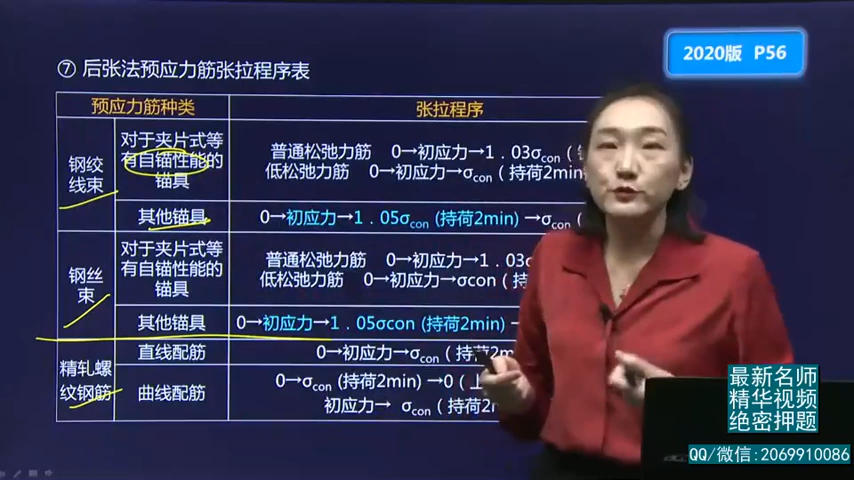 2020版 P56
⑦ 后张法预应力筋张拉程序表
预应力筋种类
张拉程序
钢绞
线束
对于夹片式等
有自锚性能的
锚具
普通松弛力筋 0→初应力→1.03σcon（
低松弛力筋 0→初应力→σcon（持荷2min
其他锚具
0→初应力→1.05σcon (持荷2min) →σcon（
钢丝
束
对于夹片式等
有自锚性能的
锚具
普通松弛力筋 0→初应力→1.03σ
低松弛力筋 0→初应力→σcon（持
其他锚具
0→初应力→1.05σcon (持荷2min) →
精轧螺
纹钢筋
直线配筋
0→初应力→σcon（持荷2m
曲线配筋
0→σcon (持荷2min) →0（上
初应力→ σcon（持荷2
最新名师
精华视频
绝密押题
QQ/微信:2069910086